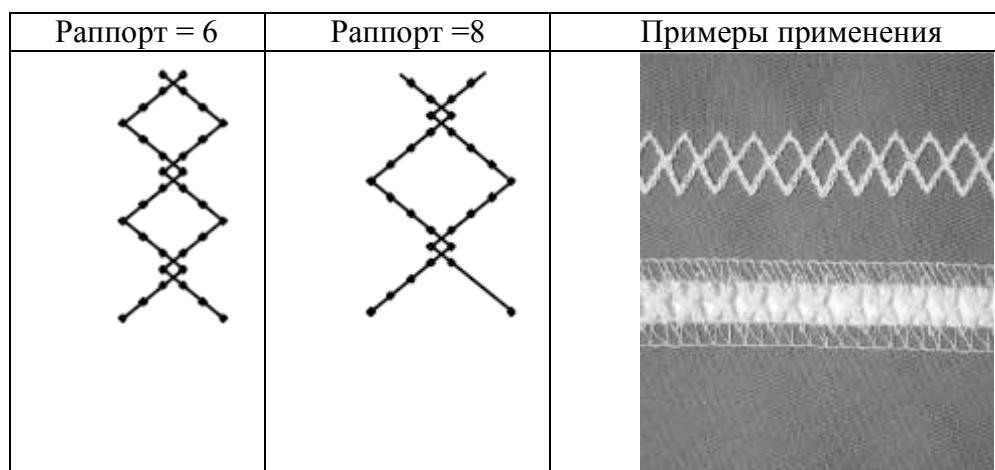 Раппорт = 6
Раппорт =8
Примеры применения